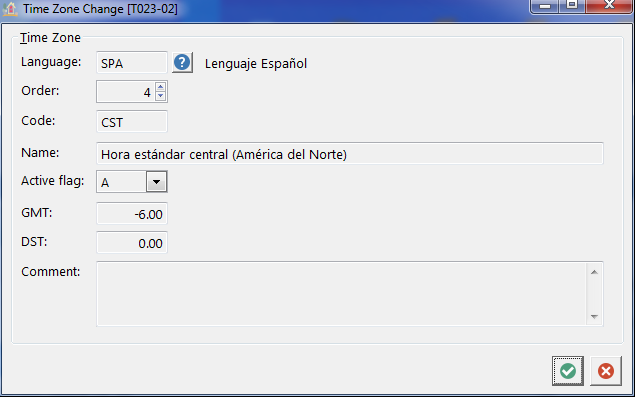 Time Zone Change [T023-02]
Time Zone
Language: SPA ? Lenguaje Español
Order: 4
Code: CST
Name: Hora estándar central (América del Norte)
Active flag: A
GMT: -6.00
DST: 0.00
Comment: